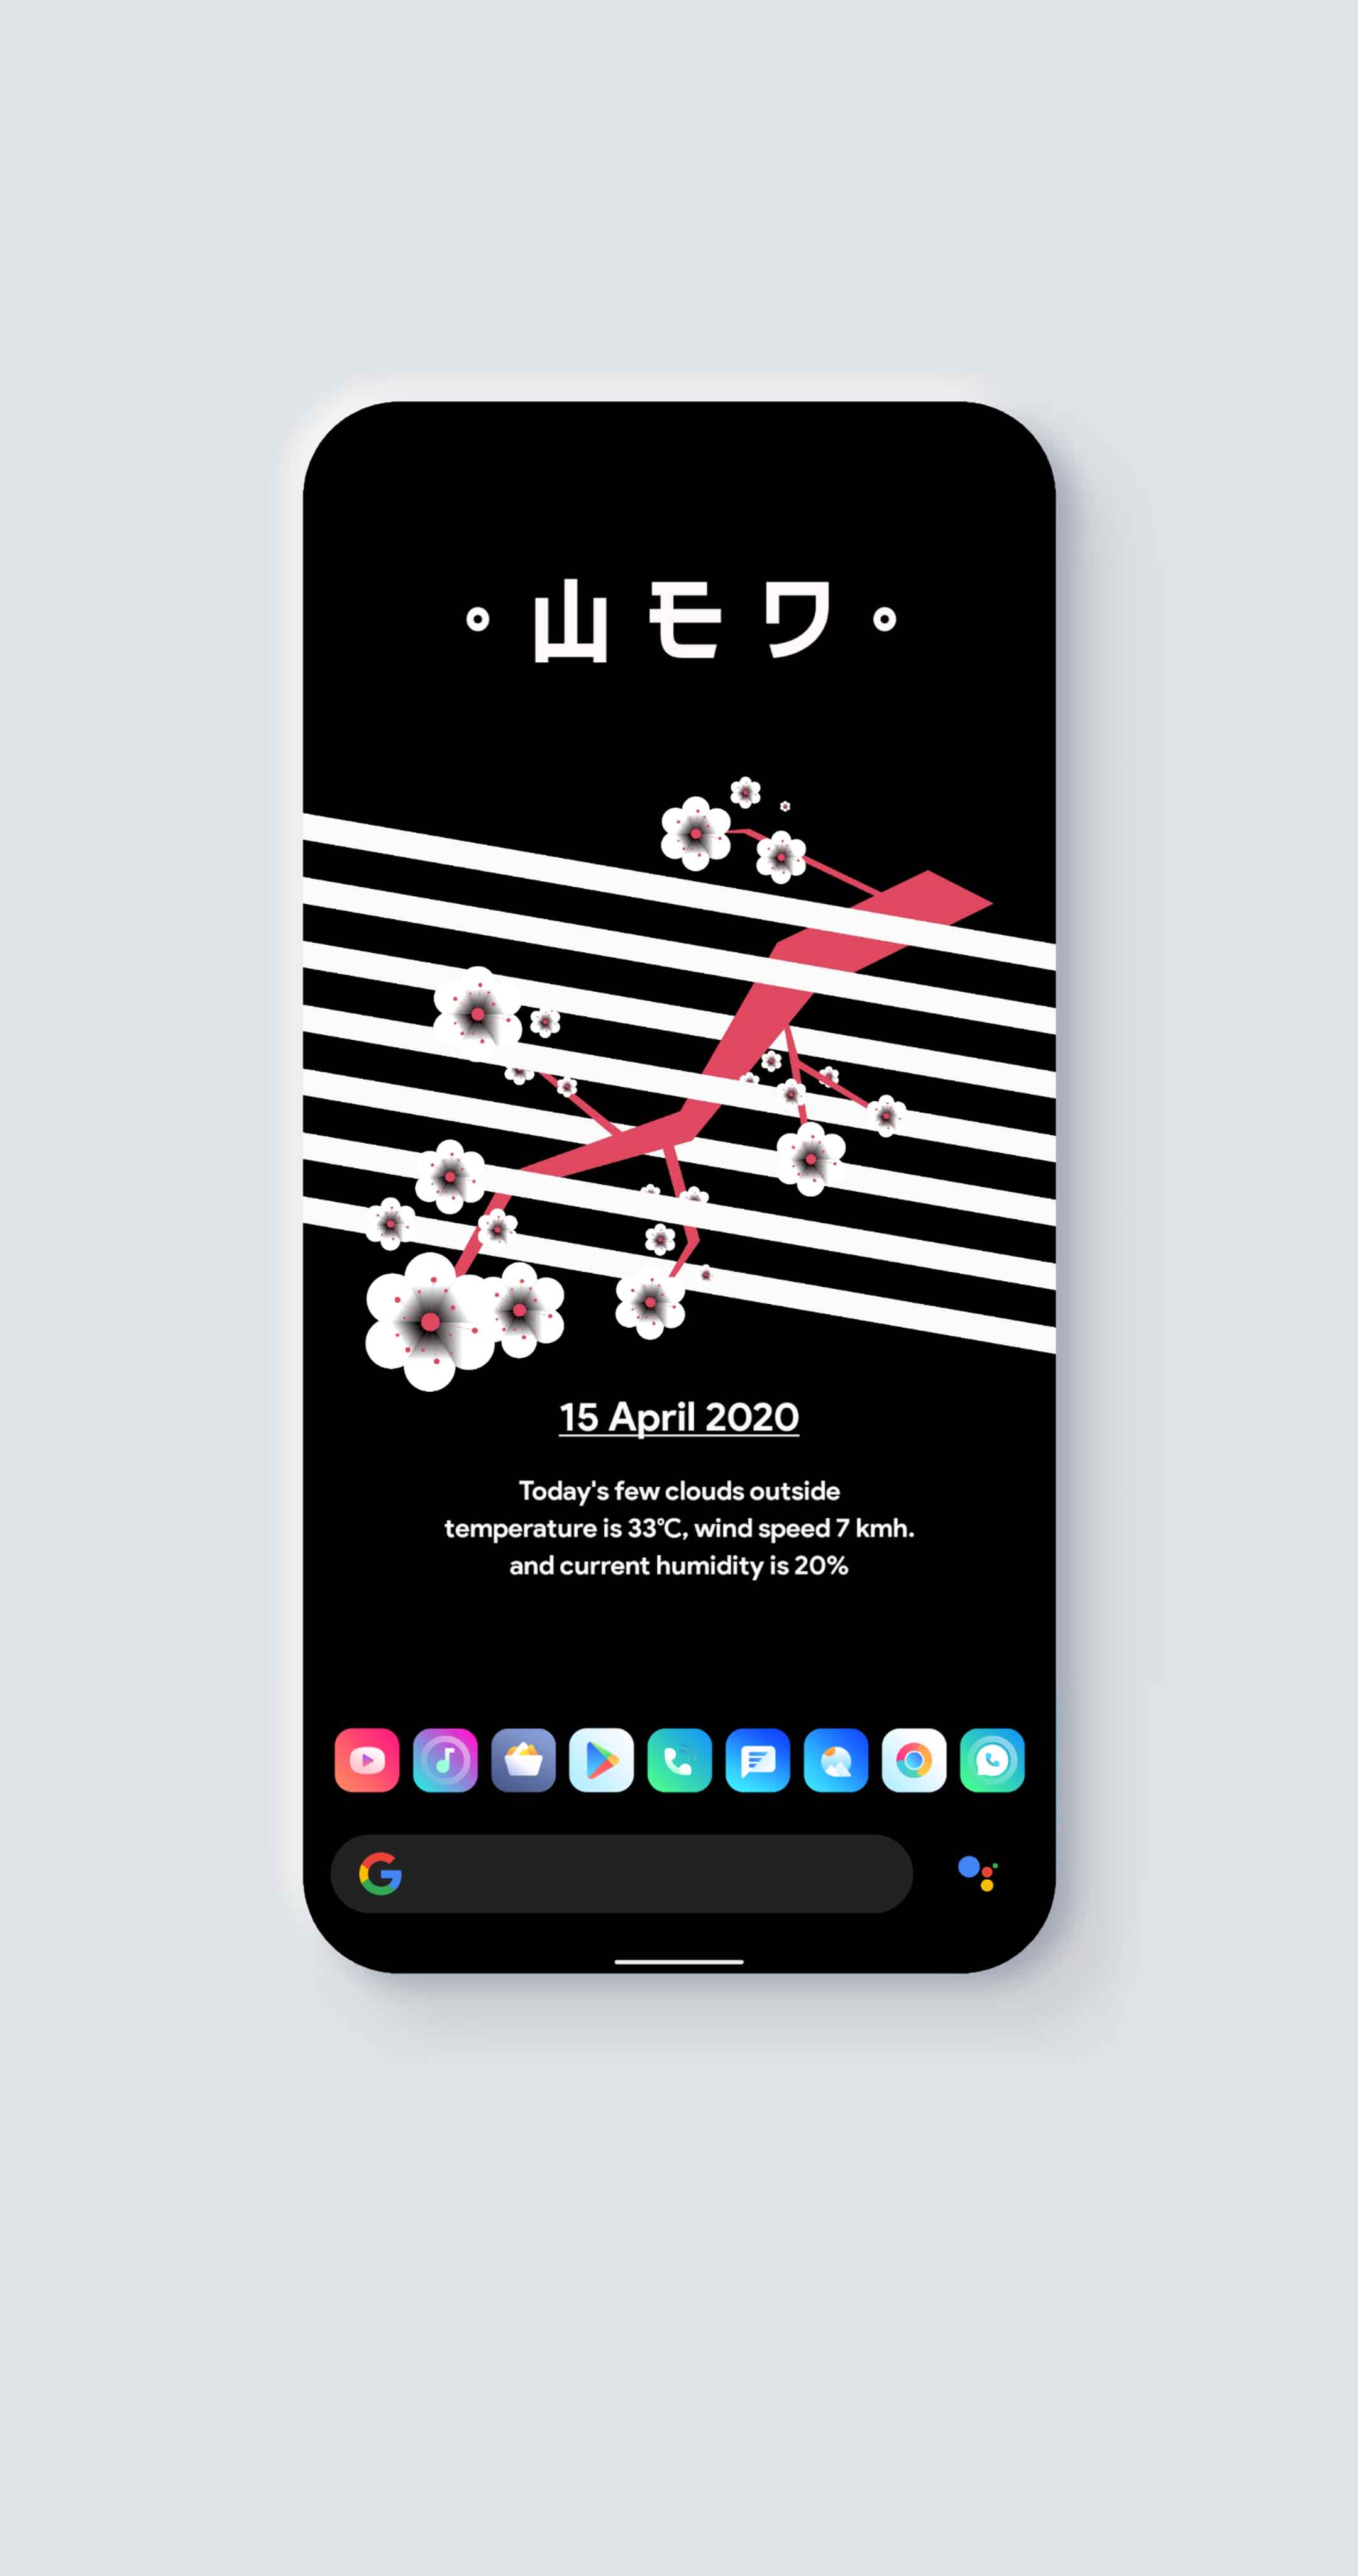 山モワ
15 April 2020
Today's few clouds outside
temperature is 33°C, wind speed 7 kmh.
and current humidity is 20%